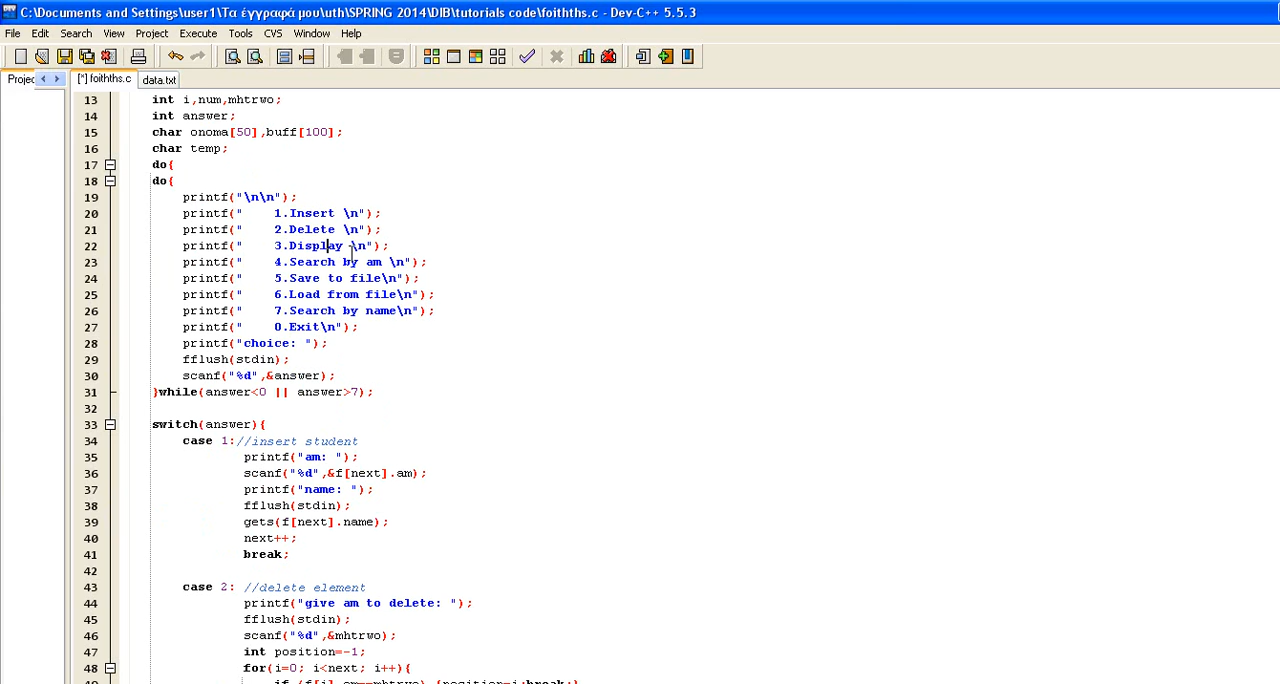 C:\Documents and Settings\user1\Τα έγγραφά μου\uth\SPRING 2014\DIB\tutorials code\foithths.c - Dev-C++ 5.5.3
File Edit Search View Project Execute Tools CVS Window Help
Projec [*] foithths.c data.txt
13 int i,num,mhtrwo;
14 int answer;
15 char onoma[50],buff[100];
16 char temp;
17 do{
18 do{
19 printf("\n\n");
20 printf("    1.Insert \n");
21 printf("    2.Delete \n");
22 printf("    3.Display \n");
23 printf("    4.Search by am \n");
24 printf("    5.Save to file\n");
25 printf("    6.Load from file\n");
26 printf("    7.Search by name\n");
27 printf("    0.Exit\n");
28 printf("choice: ");
29 fflush(stdin);
30 scanf("%d",&answer);
31 }while(answer<0 || answer>7);
32
33 switch(answer){
34 case 1://insert student
35 printf("am: ");
36 scanf("%d",&f[next].am);
37 printf("name: ");
38 fflush(stdin);
39 gets(f[next].name);
40 next++;
41 break;
42
43 case 2: //delete element
44 printf("give am to delete: ");
45 fflush(stdin);
46 scanf("%d",&mhtrwo);
47 int position=-1;
48 for(i=0; i<next; i++){
49 if (f[i].am==mhtrwo) {position=i;break;}